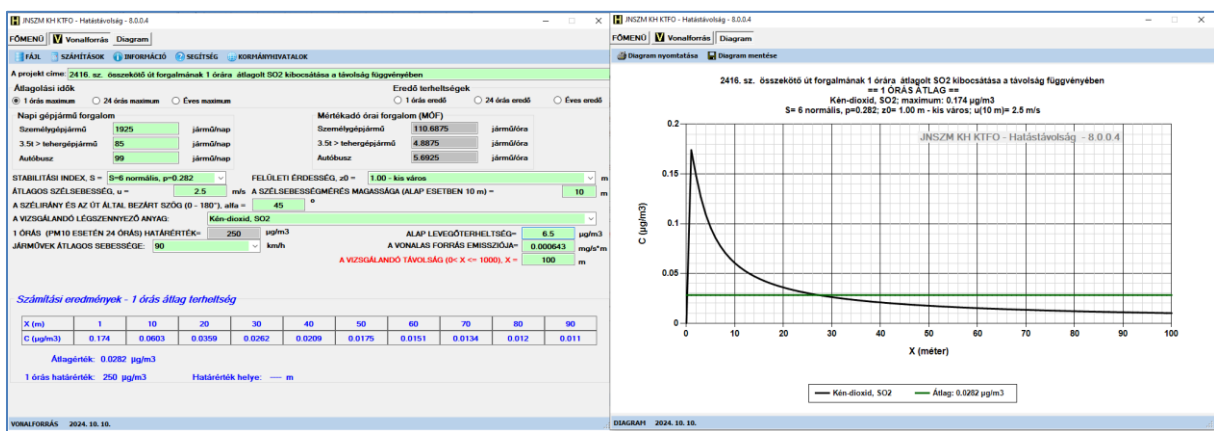 JNSZM KH KTFO - Hatástávolság - 8.0.0.4
FŐMENÜ Vonalforrás Diagram
FÁJL SZÁMÍTÁSOK INFORMÁCIÓ SEGÍTSÉG KORMÁNYHIVATALOK
A projekt címe: 2416. sz. összekötő út forgalmának 1 órára átlagolt SO2 kibocsátása a távolság függvényében
Átlagolási idők Eredő terheltségek
1 órás maximum 24 órás maximum Éves maximum 1 órás eredő 24 órás eredő Éves eredő
Napi gépjármű forgalom Mértékadó órai forgalom (MÓF)
Személygépjármű 1925 jármű/nap Személygépjármű 110.6875 jármű/óra
3.5t > tehergépjármű 85 jármű/nap 3.5t > tehergépjármű 4.8875 jármű/óra
Autóbusz 99 jármű/nap Autóbusz 5.6925 jármű/óra
STABILITÁSI INDEX, S = S=6 normális, p=0.282 FELÜLETI ÉRDESSÉG, z0 = 1.00 - kis város m
ÁTLAGOS SZÉLSEBESSÉG, u = 2.5 m/s A SZÉLSEBESSÉGMÉRÉS MAGASSÁGA (ALAP ESETBEN 10 m) = 10 m
A SZÉLIRÁNY ÉS AZ ÚT ÁLTAL BEZÁRT SZÖG (0 - 180°), alfa = 45 °
A VIZSGÁLANDÓ LÉGSZENNYEZŐ ANYAG: Kén-dioxid, SO2
1 ÓRÁS (PM10 ESETÉN 24 ÓRÁS) HATÁRÉRTÉK= 250 µg/m3 ALAP LEVEGŐTERHELTSÉG= 6.5 µg/m3
JÁRMŰVEK ÁTLAGOS SEBESSÉGE: 90 km/h A VONALAS FORRÁS EMISSZIÓJA= 0.000643 mg/s*m
A VIZSGÁLANDÓ TÁVOLSÁG (0< X <= 1000), X = 100 m
Számítási eredmények - 1 órás átlag terheltség
X (m) 1 10 20 30 40 50 60 70 80 90
C (µg/m3) 0.174 0.0603 0.0359 0.0262 0.0209 0.0175 0.0151 0.0134 0.012 0.011
Átlagérték: 0.0282 µg/m3
1 órás határérték: 250 µg/m3 Határérték helye: — m
VONALFORRÁS 2024. 10. 10.
JNSZM KH KTFO - Hatástávolság - 8.0.0.4
FŐMENÜ Vonalforrás Diagram
Diagram nyomtatása Diagram mentése
2416. sz. összekötő út forgalmának 1 órára átlagolt SO2 kibocsátása a távolság függvényében
== 1 ÓRÁS ÁTLAG ==
Kén-dioxid, SO2; maximum: 0.174 µg/m3
S= 6 normális, p=0.282; z0= 1.00 m - kis város; u(10 m)= 2.5 m/s
JNSZM KH KTFO - Hatástávolság - 8.0.0.4
0.2
0.15
0.1
0.05
0
C (µg/m3)
0 10 20 30 40 50 60 70 80 90 100
X (méter)
Kén-dioxid, SO2 Átlag: 0.0282 µg/m3
DIAGRAM 2024. 10. 10.